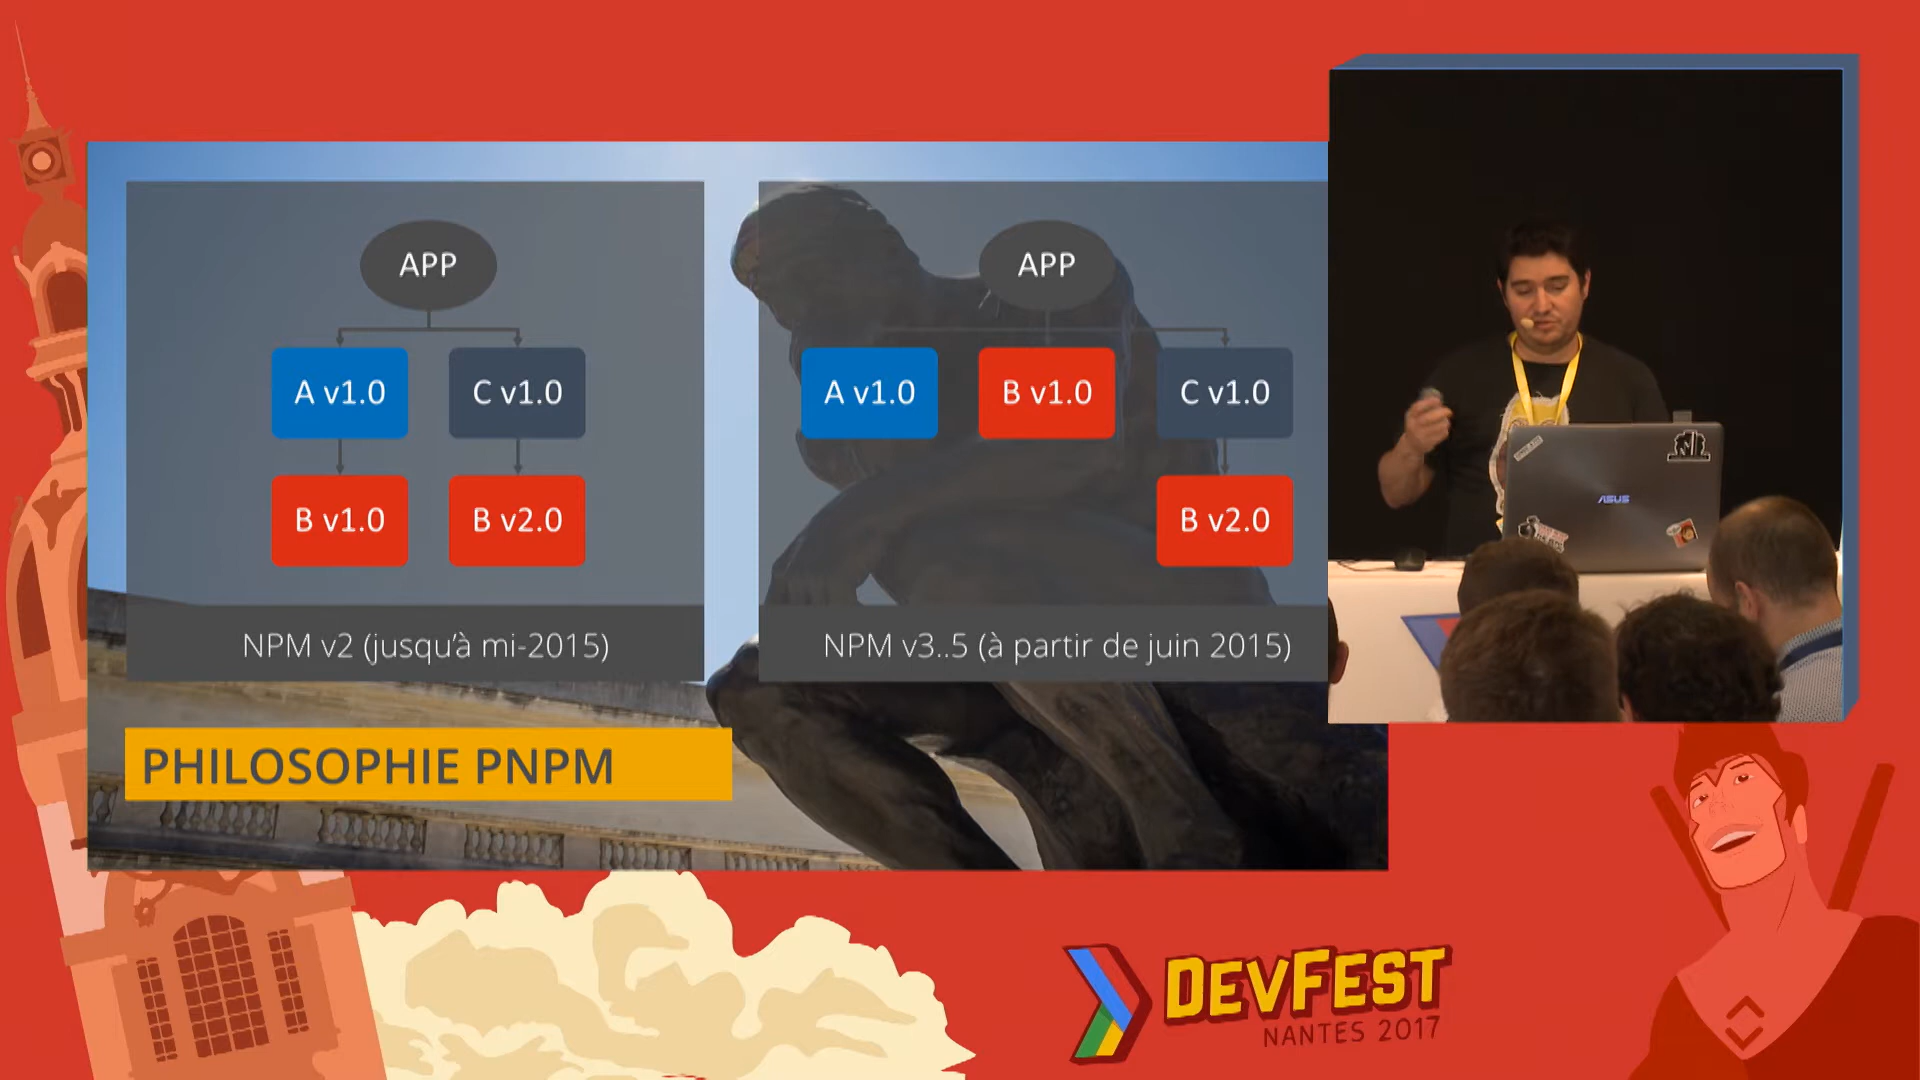 APP
A v1.0
C v1.0
B v1.0
B v2.0
NPM v2 (jusqu'à mi-2015)
APP
A v1.0
B v1.0
C v1.0
B v2.0
NPM v3..5 (à partir de juin 2015)
PHILOSOPHIE PNPM
ASUS
DEVFEST
NANTES 2017